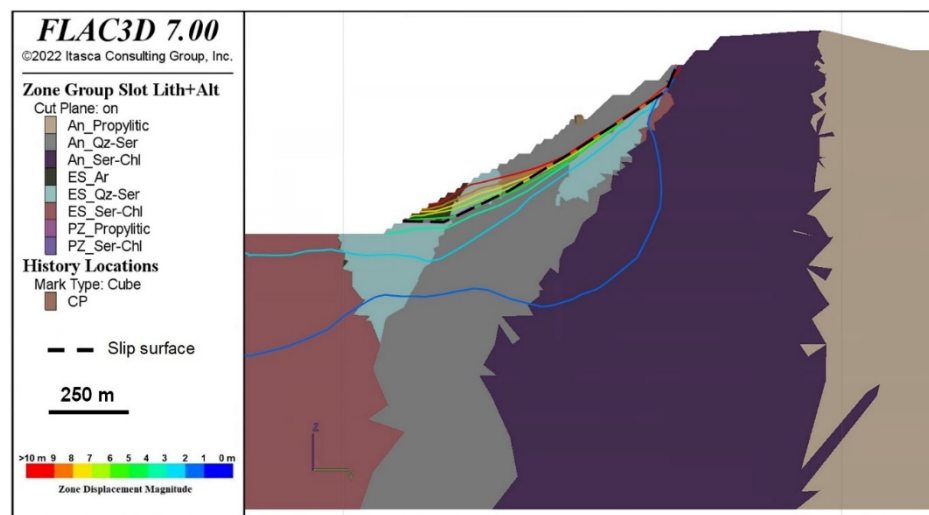 FLAC3D 7.00
©2022 Itasca Consulting Group, Inc.
Zone Group Slot Lith+Alt
Cut Plane: on
An_Propylitic
An_Qz-Ser
An_Ser-Chl
ES_Ar
ES_Qz-Ser
ES_Ser-Chl
PZ_Propylitic
PZ_Ser-Chl
History Locations
Mark Type: Cube
CP
Slip surface
250 m
>10 m 9 8 7 6 5 4 3 2 1 0 m
Zone Displacement Magnitude
Z